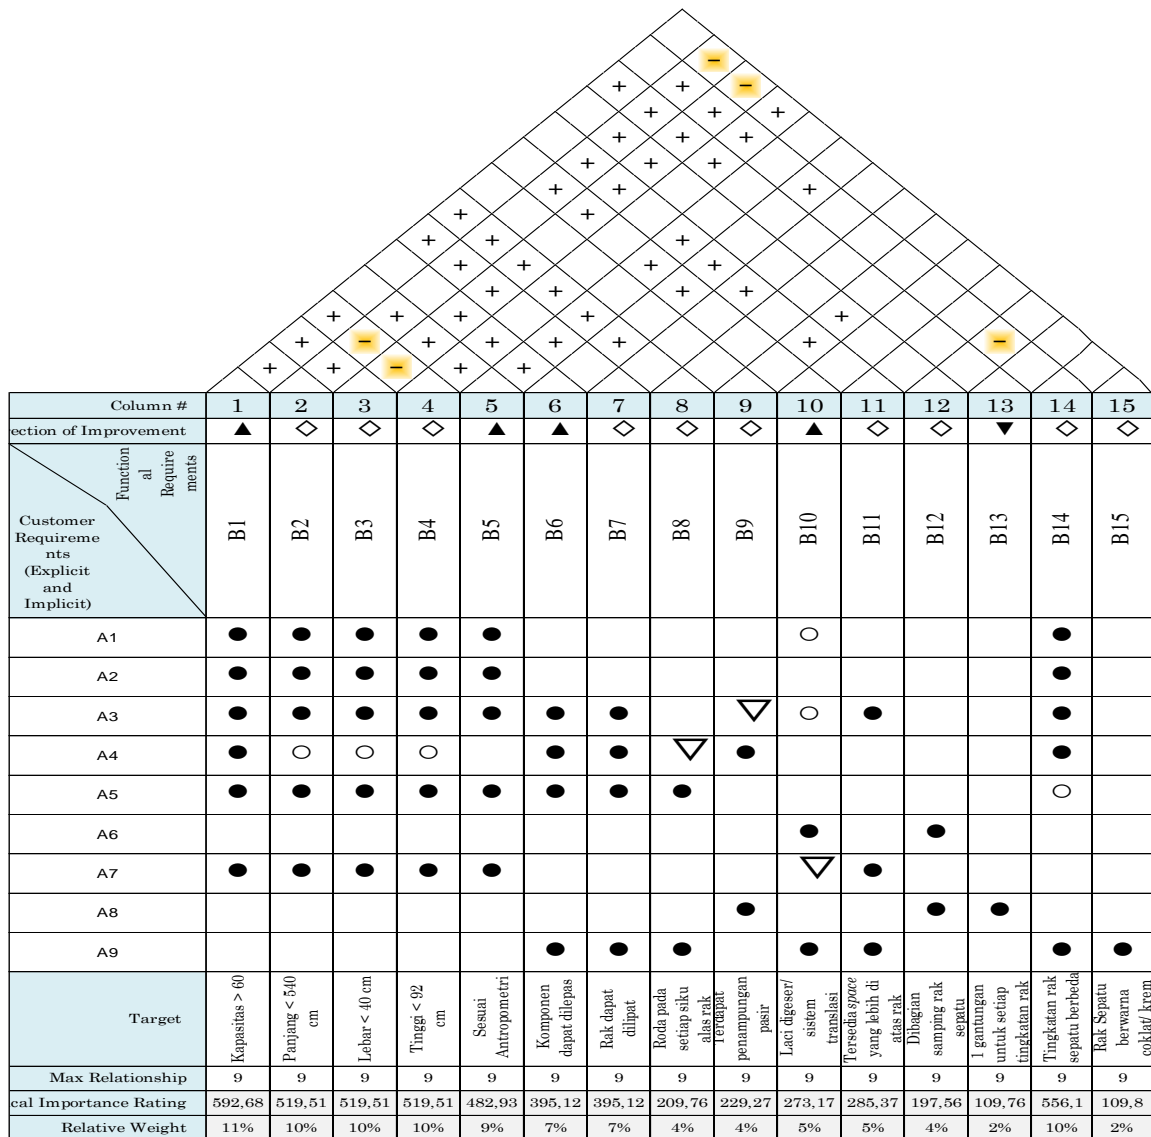 −
+ + −
+ + +
+ + +
+ + +
+ + +
+ +
+ + +
+ + + +
+ + + +
+ + + +
+ − + + + + −
+ + − + +
Column # 1 2 3 4 5 6 7 8 9 10 11 12 13 14 15
ection of Improvement ▲ ◇ ◇ ◇ ▲ ▲ ◇ ◇ ◇ ▲ ◇ ◇ ▼ ◇ ◇
Function
al
Require
ments
Customer
Requireme
nts
(Explicit
and
Implicit)
B1 B2 B3 B4 B5 B6 B7 B8 B9 B10 B11 B12 B13 B14 B15
A1
A2
A3
A4
A5
A6
A7
A8
A9
Target
Kapasitas > 60
Panjang < 540
cm
Lebar < 40 cm
Tinggi < 92
cm
Sesuai
Antropometri
Komponen
dapat dilepas
Rak dapat
dilipat
Roda pada
setiap siku
alas rak
Terdapat
penampungan
pasir
Laci digeser/
sistem
translasi
Tersedia space
yang lebih di
atas rak
Dibagian
samping rak
sepatu
1 gantungan
untuk setiap
tingkatan rak
Tingkatan rak
sepatu berbeda
Rak Sepatu
berwarna
coklat/ krem
Max Relationship 9 9 9 9 9 9 9 9 9 9 9 9 9 9 9
cal Importance Rating 592,68 519,51 519,51 519,51 482,93 395,12 395,12 209,76 229,27 273,17 285,37 197,56 109,76 556,1 109,8
Relative Weight 11% 10% 10% 10% 9% 7% 7% 4% 4% 5% 5% 4% 2% 10% 2%